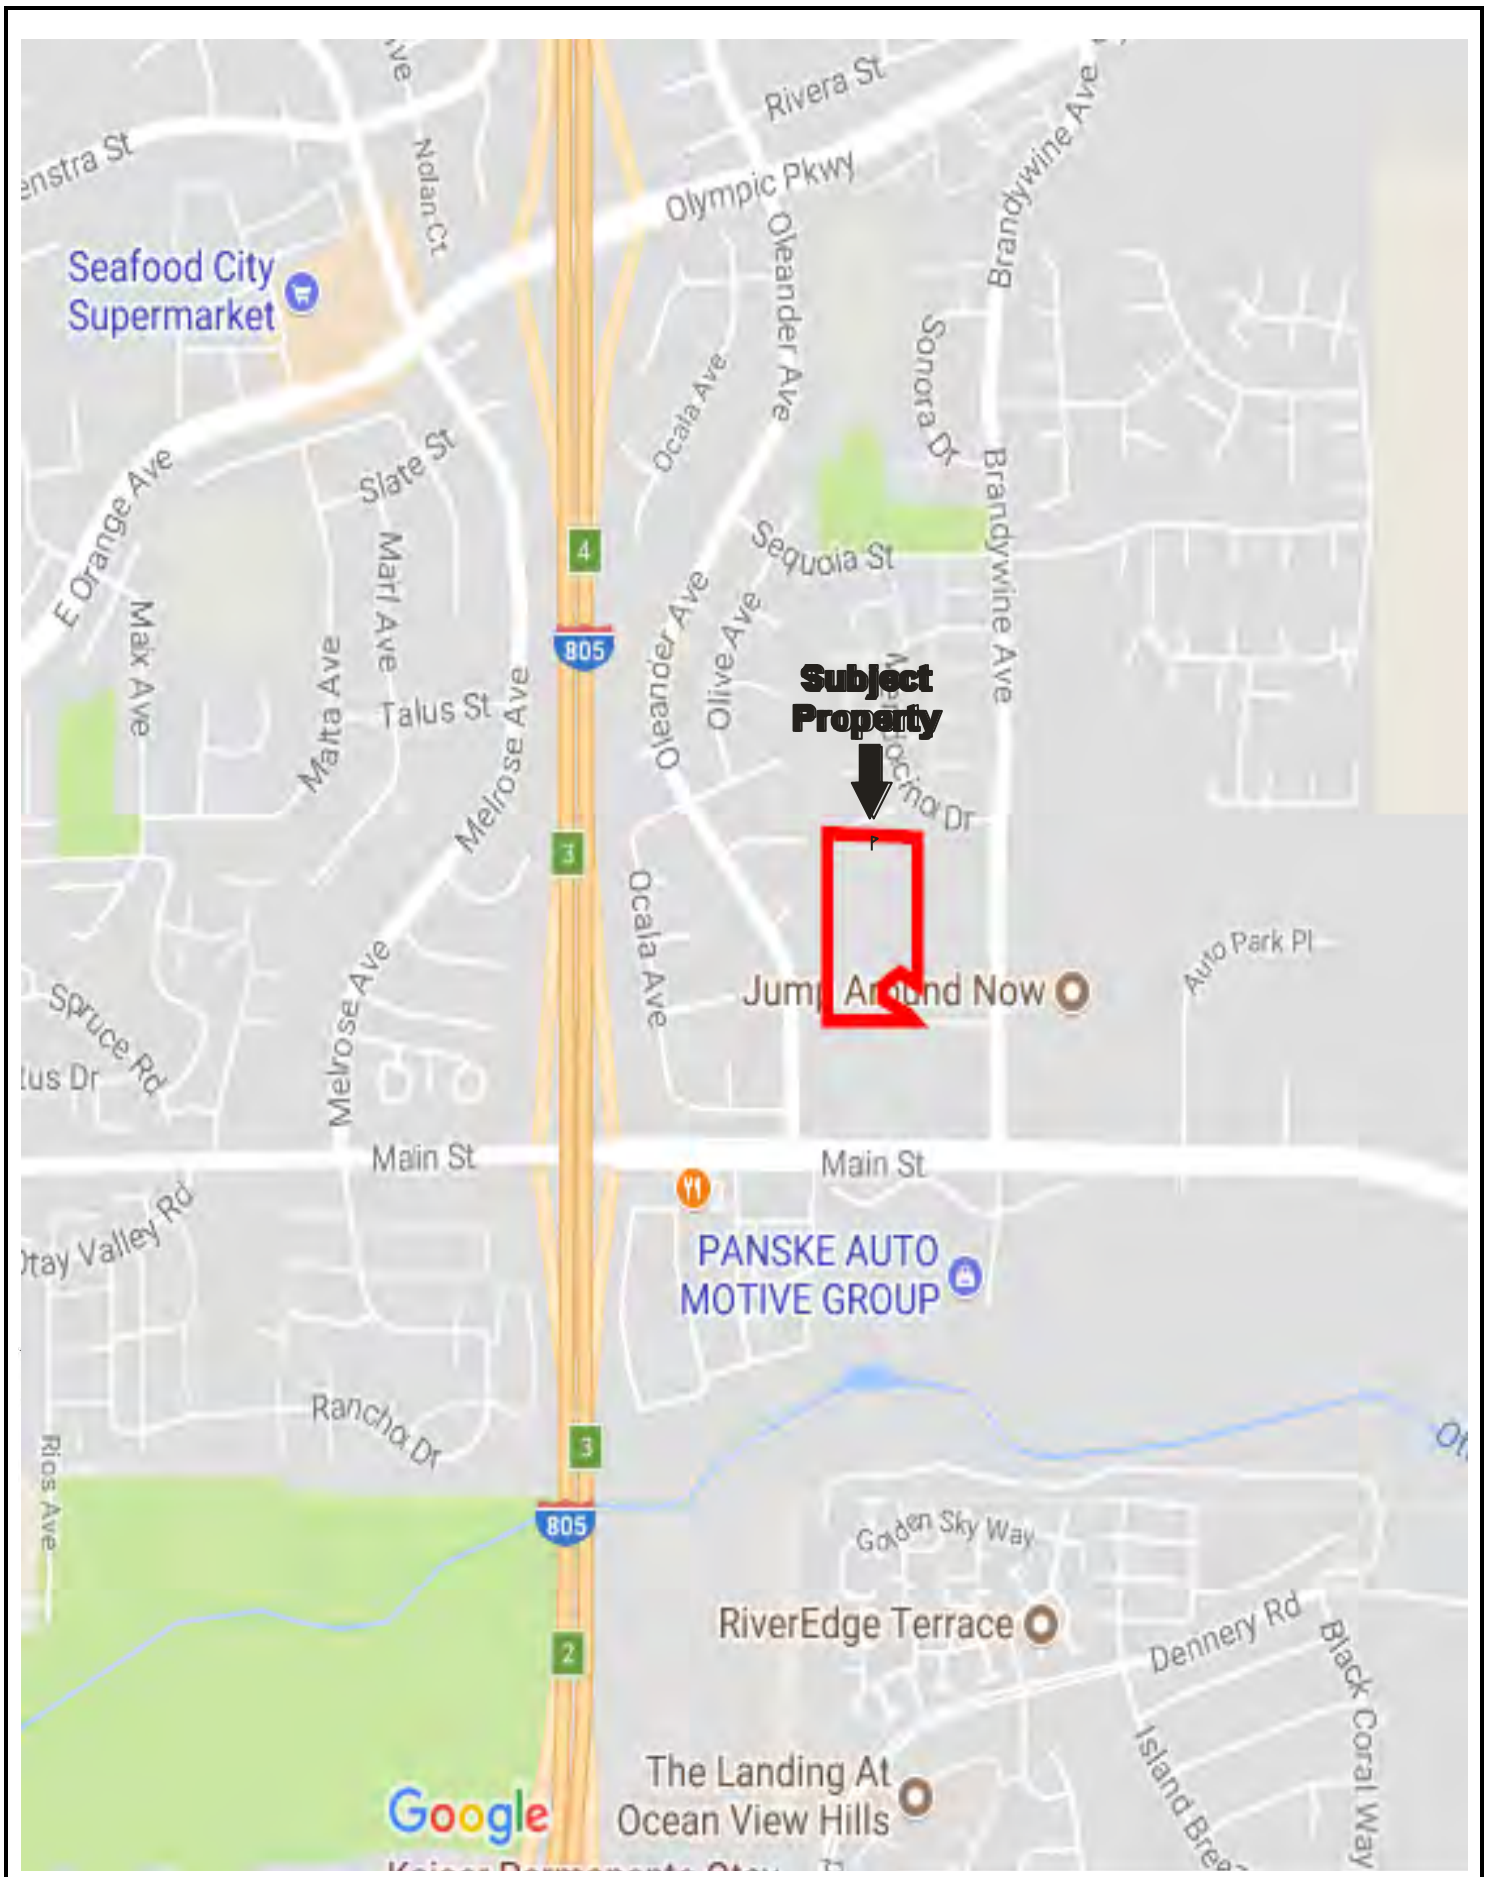 Rivera St
Nolan Ct
Olympic Pkwy
Brandywine Ave
Oleander Ave
Seafood City
Supermarket
Sonora Dr
Ocala Ave
Slate St
E Orange Ave
Brandywine Ave
4
Sequoia St
Marl Ave
Maix Ave
Oleander Ave
Olive Ave
805
Malta Ave
Talus St
Melrose Ave
Subject
Property
Dr
3
Ocala Ave
Auto Park Pl
Melrose Ave
Jump Around Now
Spruce Rd
Main St
Main St
Valley Rd
PANSKE AUTO
MOTIVE GROUP
Rancho Dr
3
Rios Ave
805
Golden Sky Way
RiverEdge Terrace
2
Dennery Rd
Black Coral Way
Island
The Landing At
Ocean View Hills
Google